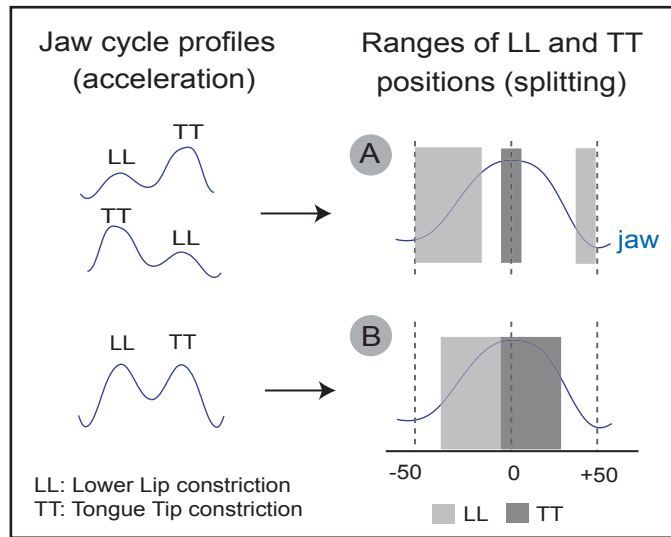 Jaw cycle profiles
(acceleration)
Ranges of LL and TT
positions (splitting)
LL
TT
TT
LL
A
jaw
LL
TT
B
-50
0
+50
LL: Lower Lip constriction
TT: Tongue Tip constriction
LL
TT